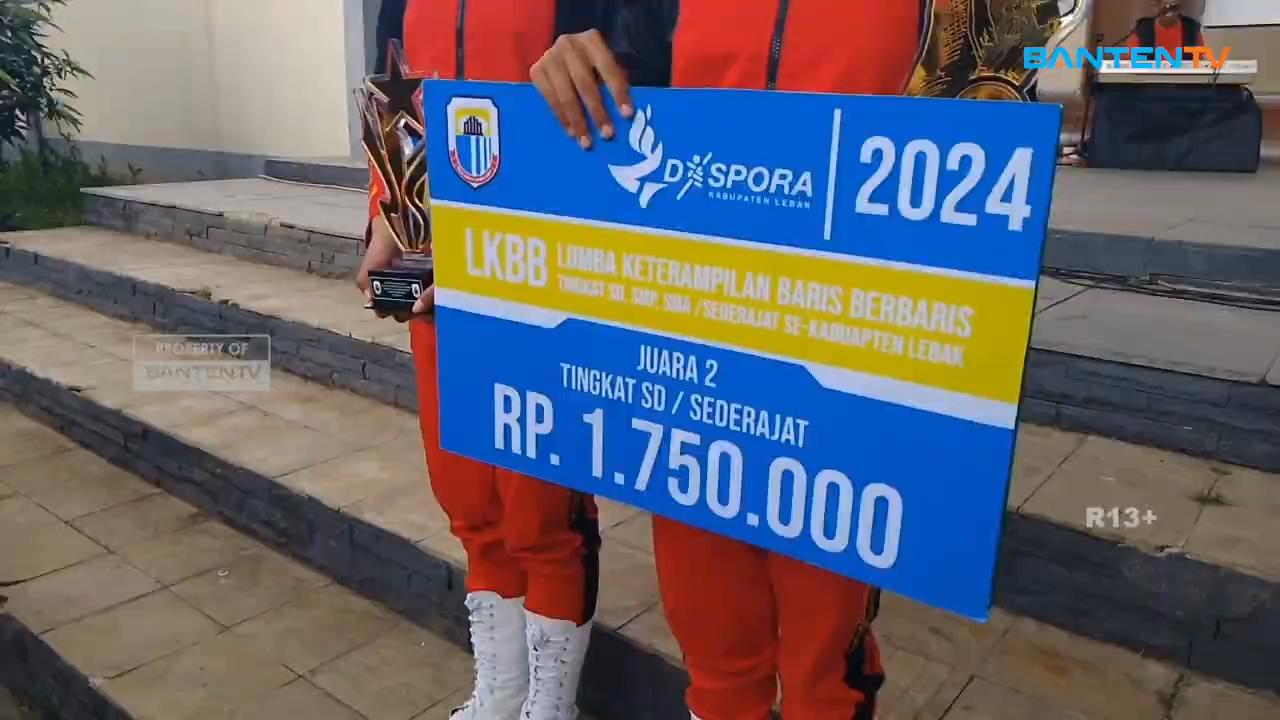 BANTENTV
DISPORA
KABUPATEN LEBAK
2024
LKBB
LOMBA KETERAMPILAN BARIS BERBARIS
TINGKAT SD, SMP, SMA / SEDERAJAT SE-KABUAPTEN LEBAK
JUARA 2
TINGKAT SD / SEDERAJAT
RP. 1.750.000
PROPERTY OF
BANTENTV
R13+